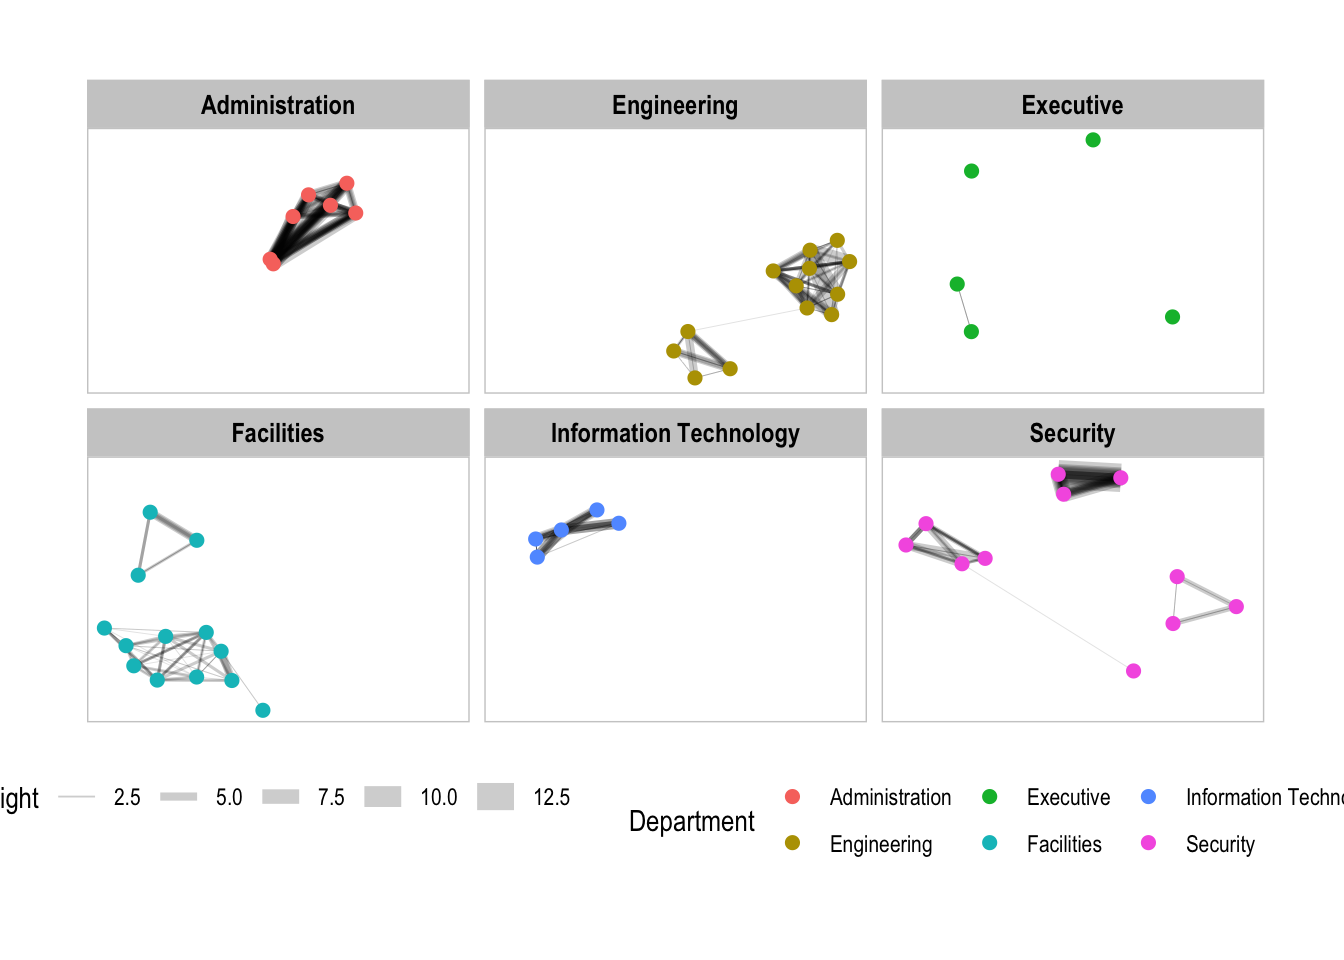 Administration
Engineering
Executive
Facilities
Information Technology
Security
ight
2.5
5.0
7.5
10.0
12.5
Department
Administration
Executive
Information Techno
Engineering
Facilities
Security